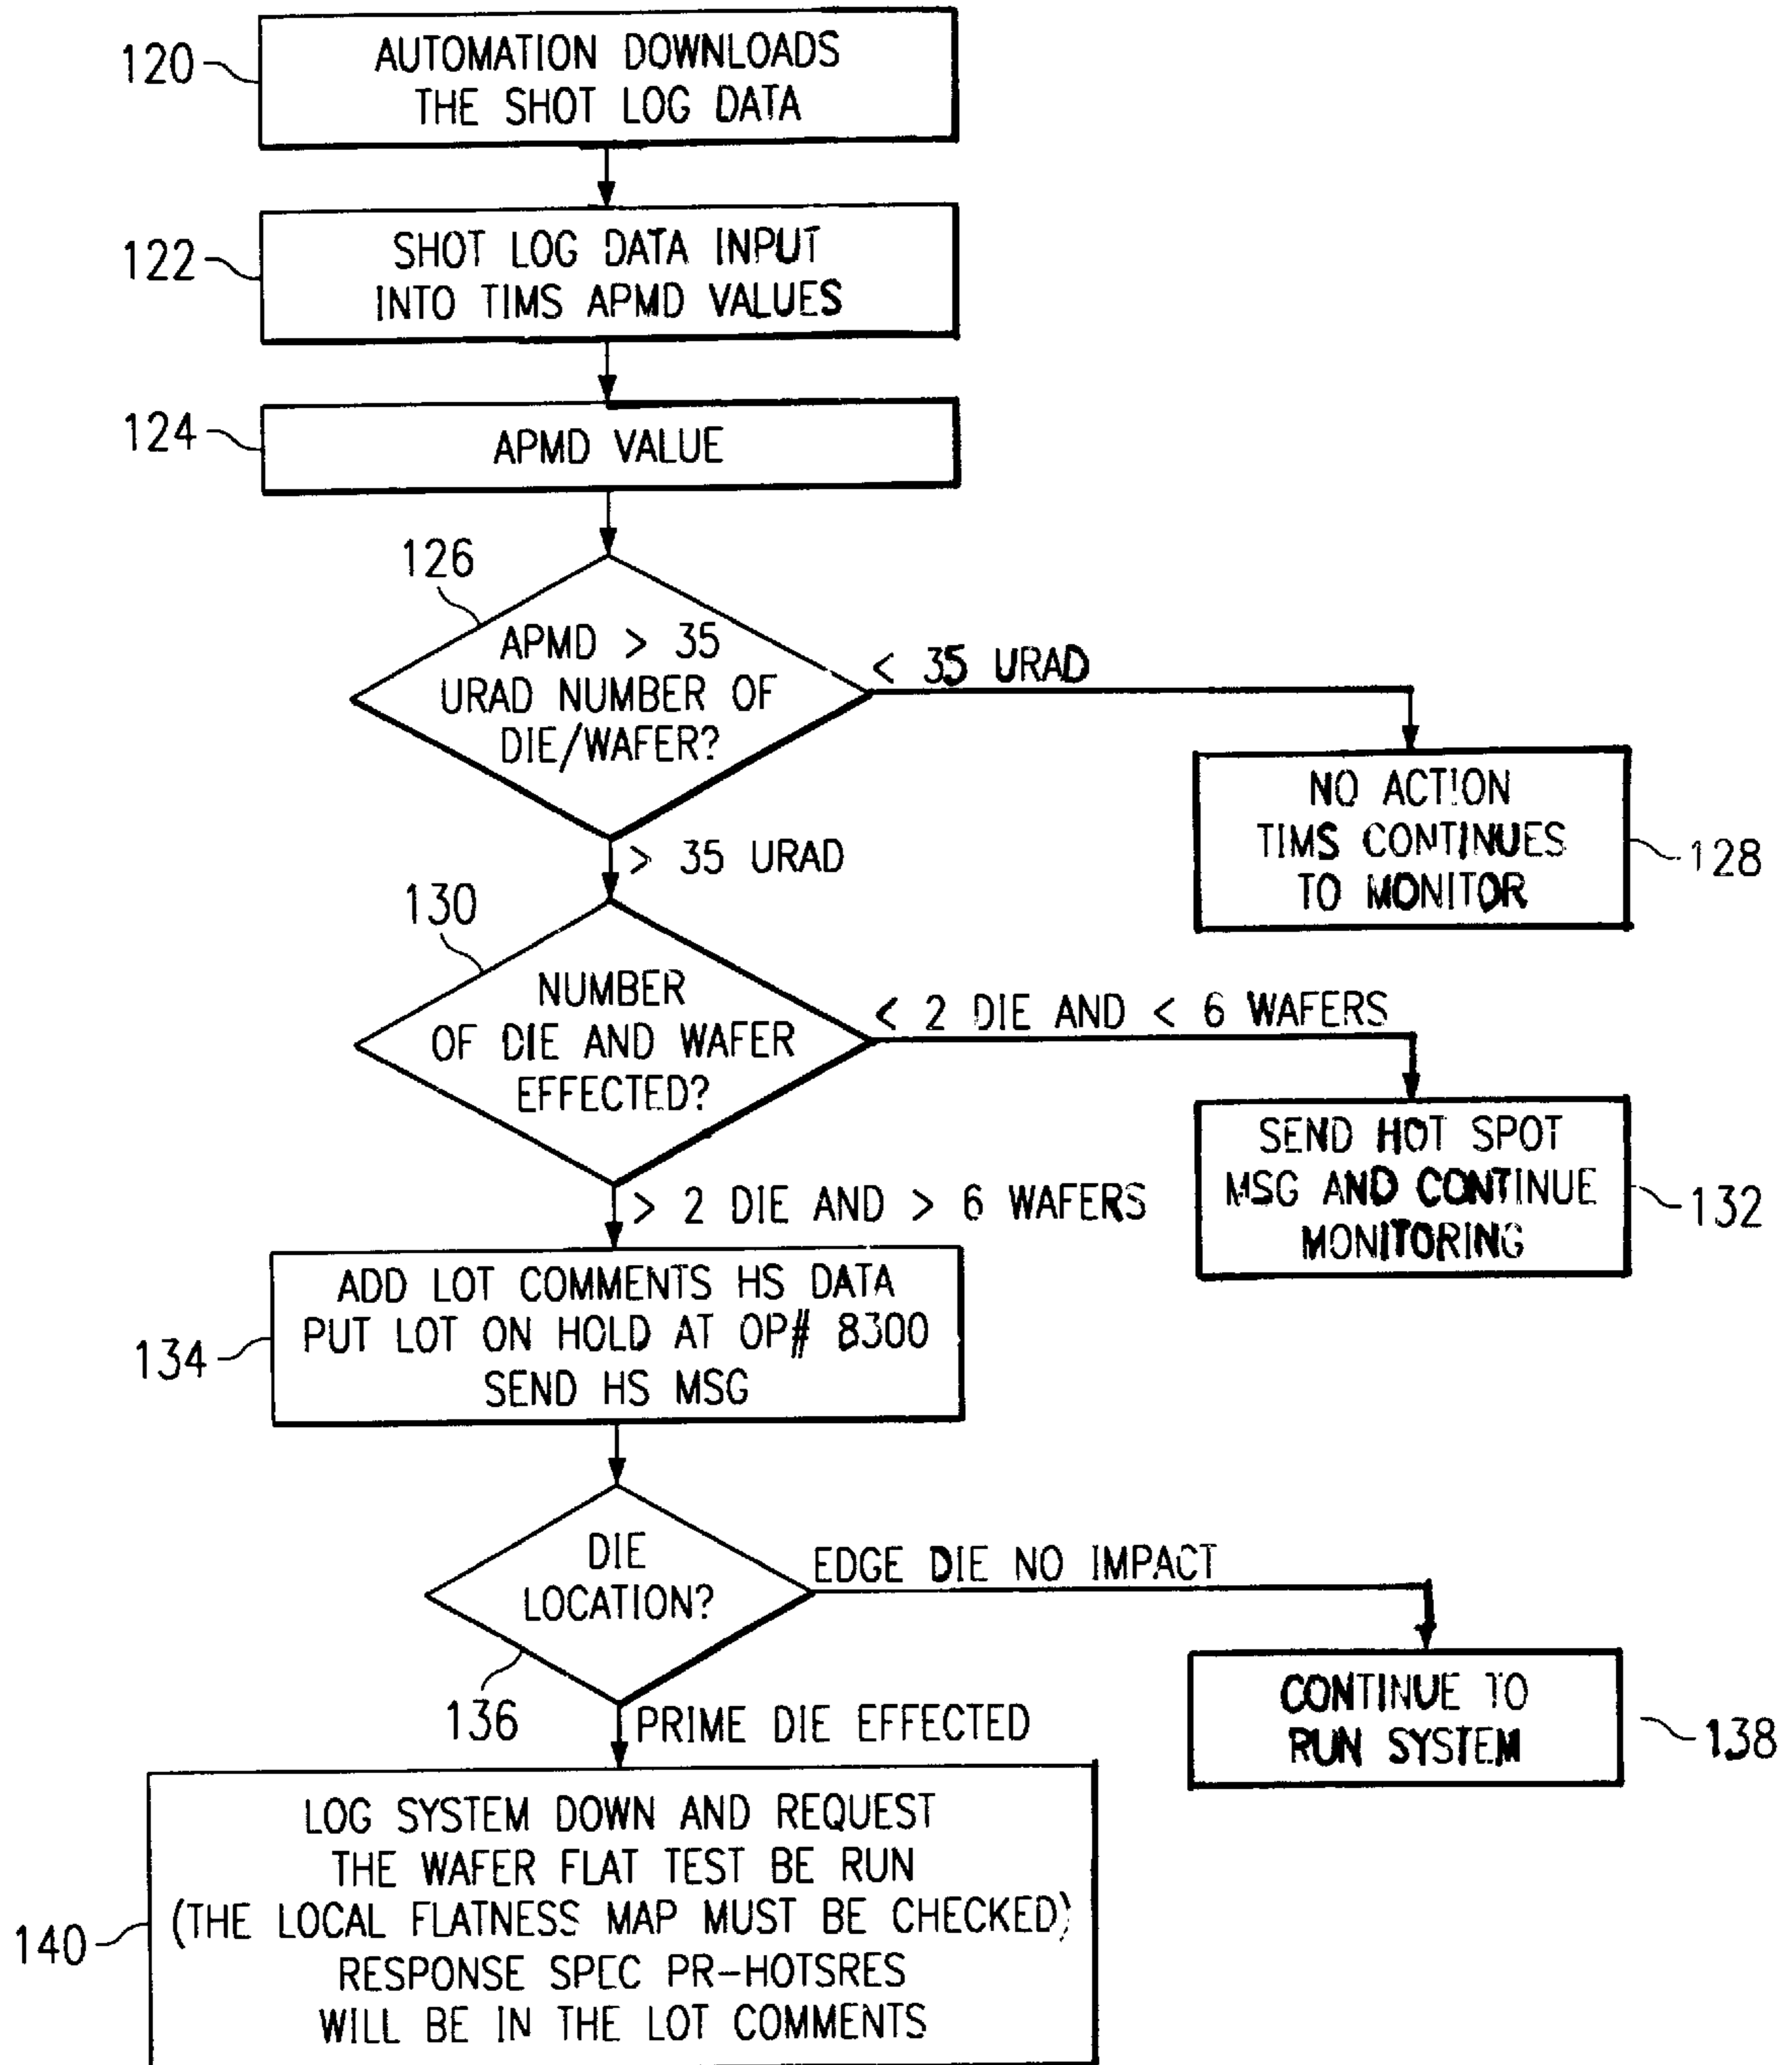 120
AUTOMATION DOWNLOADS
THE SHOT LOG DATA
122
SHOT LOG DATA INPUT
INTO TIMS APMD VALUES
124
APMD VALUE
126
APMD > 35
URAD NUMBER OF
DIE/WAFER?
< 35 URAD
NO ACTION
TIMS CONTINUES
TO MONITOR
128
> 35 URAD
130
NUMBER
OF DIE AND WAFER
EFFECTED?
< 2 DIE AND < 6 WAFERS
SEND HOT SPOT
MSG AND CONTINUE
MONITORING
132
> 2 DIE AND > 6 WAFERS
134
ADD LOT COMMENTS HS DATA
PUT LOT ON HOLD AT OP# 8300
SEND HS MSG
DIE
LOCATION?
136
EDGE DIE NO IMPACT
CONTINUE TO
RUN SYSTEM
138
PRIME DIE EFFECTED
140
LOG SYSTEM DOWN AND REQUEST
THE WAFER FLAT TEST BE RUN
(THE LOCAL FLATNESS MAP MUST BE CHECKED)
RESPONSE SPEC PR-HOTSRES
WILL BE IN THE LOT COMMENTS